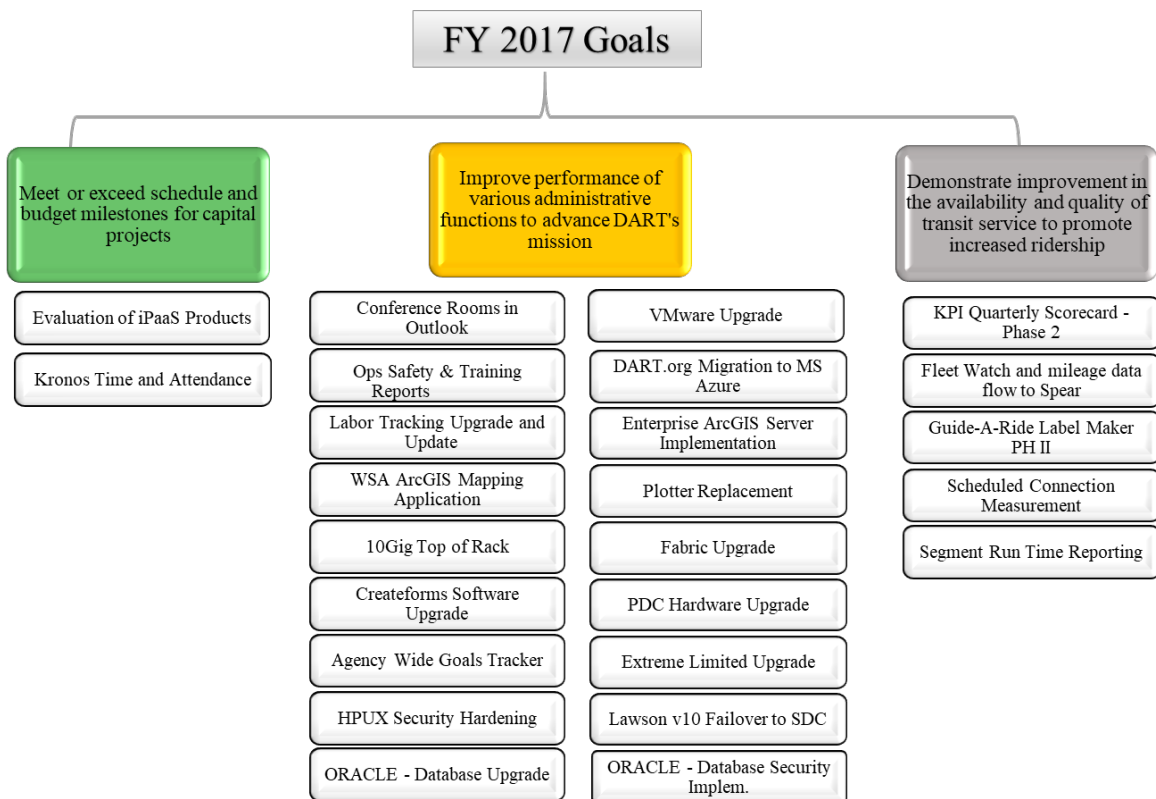 FY 2017 Goals
Meet or exceed schedule and
budget milestones for capital
projects
Evaluation of iPaaS Products
Kronos Time and Attendance
Improve performance of
various administrative
functions to advance DART's
mission
Conference Rooms in
Outlook
Ops Safety & Training
Reports
Labor Tracking Upgrade and
Update
WSA ArcGIS Mapping
Application
10Gig Top of Rack
Createforms Software
Upgrade
Agency Wide Goals Tracker
HPUX Security Hardening
ORACLE - Database Upgrade
VMware Upgrade
DART.org Migration to MS
Azure
Enterprise ArcGIS Server
Implementation
Plotter Replacement
Fabric Upgrade
PDC Hardware Upgrade
Extreme Limited Upgrade
Lawson v10 Failover to SDC
ORACLE - Database Security
Implem.
Demonstrate improvement in
the availability and quality of
transit service to promote
increased ridership
KPI Quarterly Scorecard -
Phase 2
Fleet Watch and mileage data
flow to Spear
Guide-A-Ride Label Maker
PH II
Scheduled Connection
Measurement
Segment Run Time Reporting